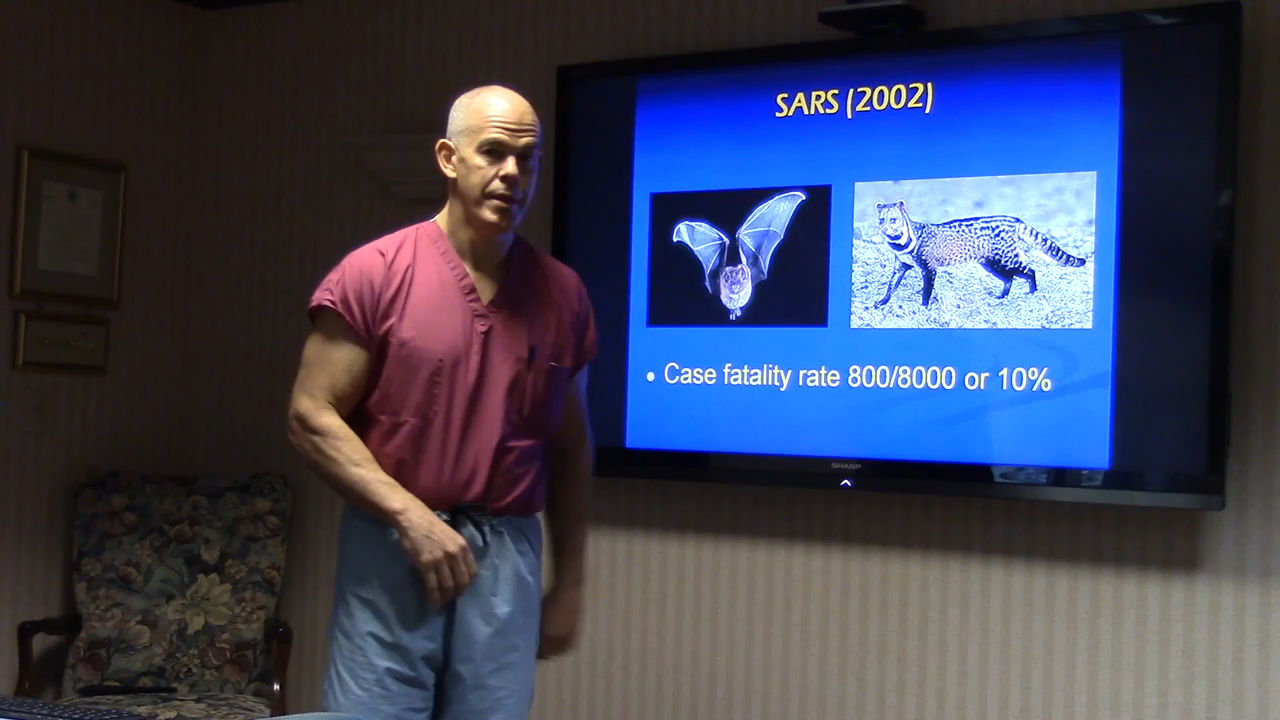 SARS (2002)
• Case fatality rate 800/8000 or 10%
SHARP